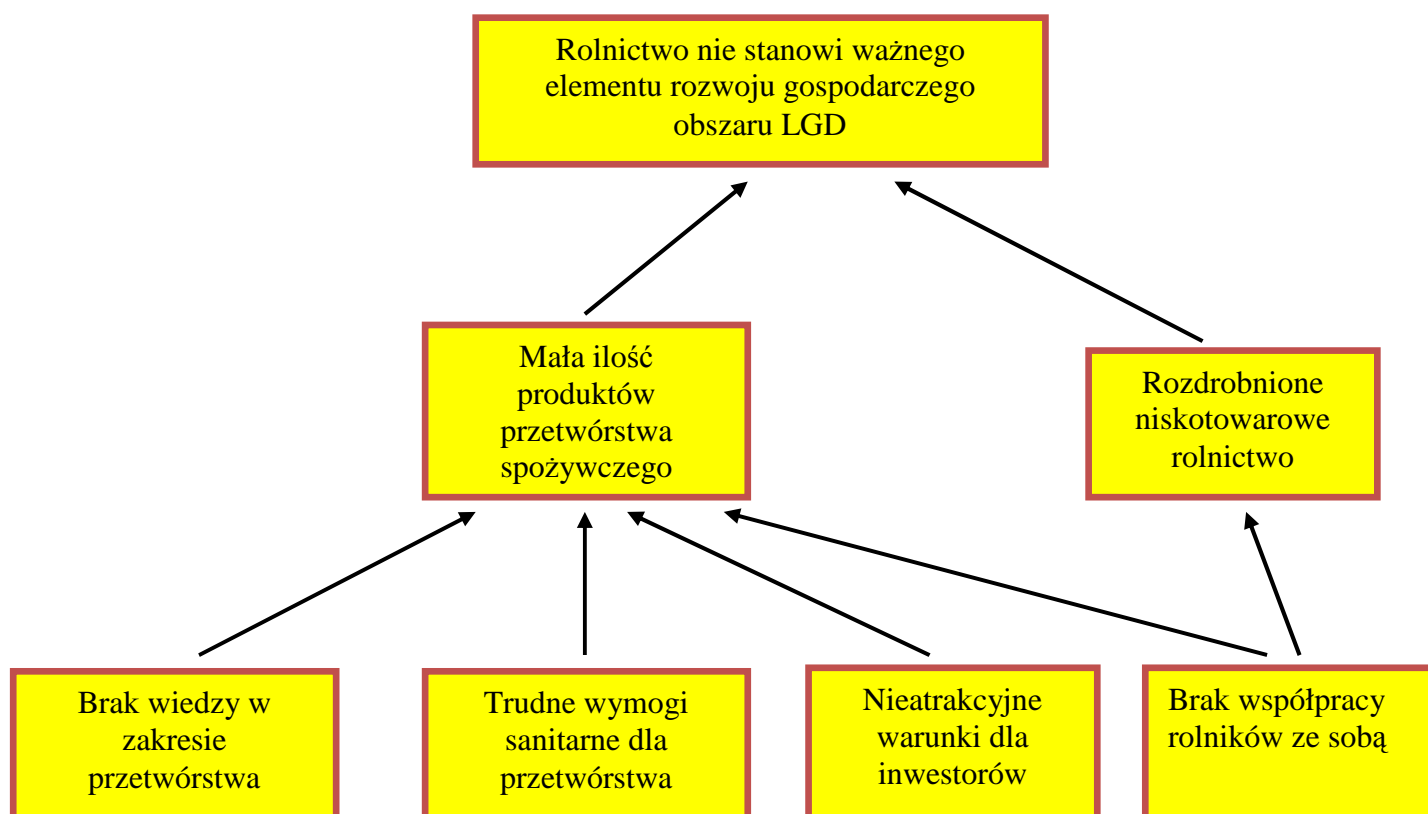 Rolnictwo nie stanowi ważnego
elementu rozwoju gospodarczego
obszaru LGD
Mała ilość
produktów
przetwórstwa
spożywczego
Rozdrobnione
niskotowarowe
rolnictwo
Brak wiedzy w
zakresie
przetwórstwa
Trudne wymogi
sanitarne dla
przetwórstwa
Nieatrakcyjne
warunki dla
inwestorów
Brak współpracy
rolników ze sobą